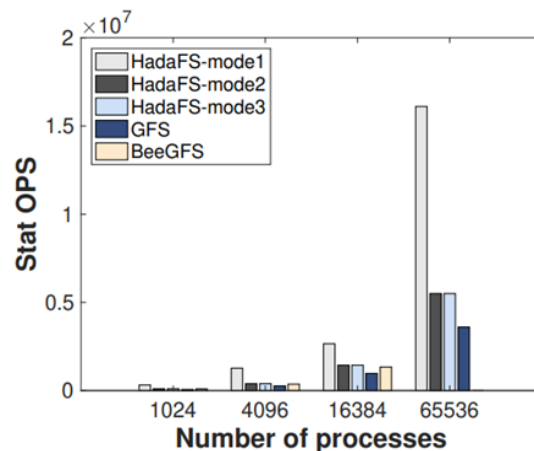 ×10⁷
2
1.5
1
0.5
0
HadaFS-mode1
HadaFS-mode2
HadaFS-mode3
GFS
BeeGFS
Stat OPS
1024 4096 16384 65536
Number of processes